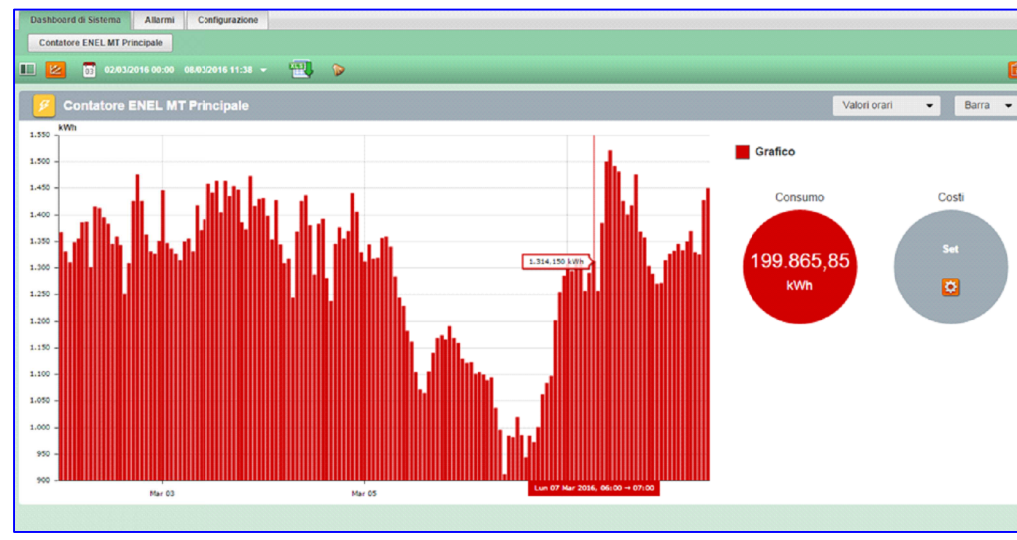 Dashboard di Sistema Allarmi Configurazione
Contatore ENEL MT Principale
03 02/03/2016 00:00 08/03/2016 11:38
Contatore ENEL MT Principale Valori orari Barra
kWh
1.550
1.500
1.450
1.400
1.350
1.300
1.250
1.200
1.150
1.100
1.050
1.000
950
900
1.314.150 kWh
Mar 03 Mar 05 Lun 07 Mar 2016, 06:00 → 07:00
Grafico
Consumo Costi
199.865,85
kWh
Set